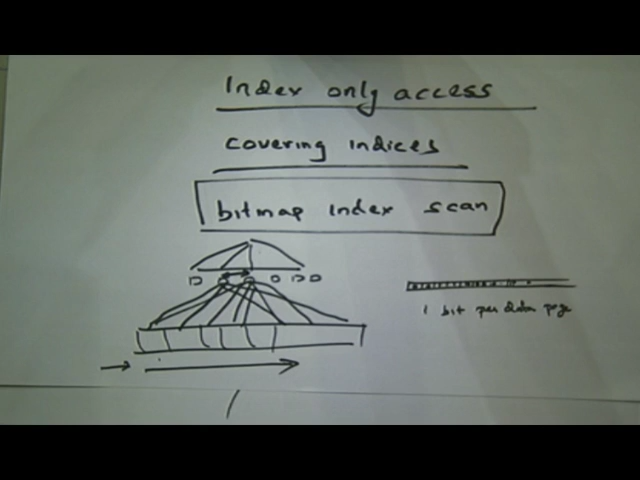 Index only access
covering indices
bitmap index scan
1 bit per data page